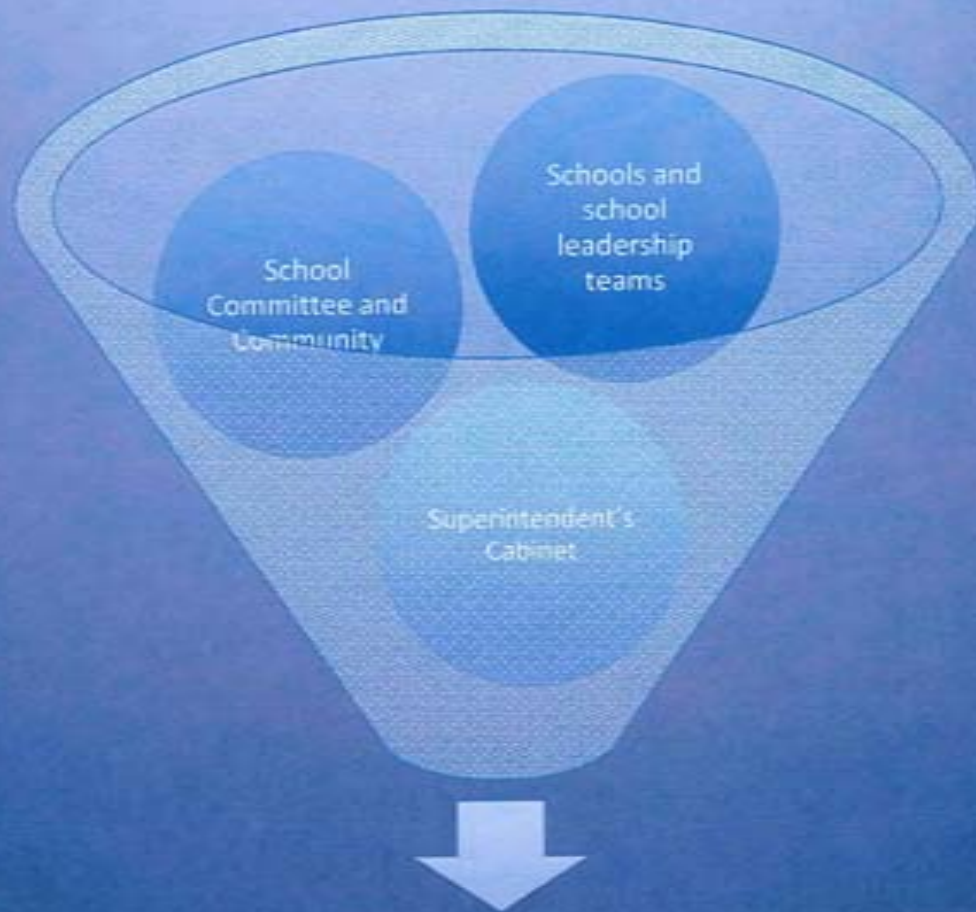 Schools and
school
leadership
teams
School
Committee and
Community
Superintendent's
Cabinet